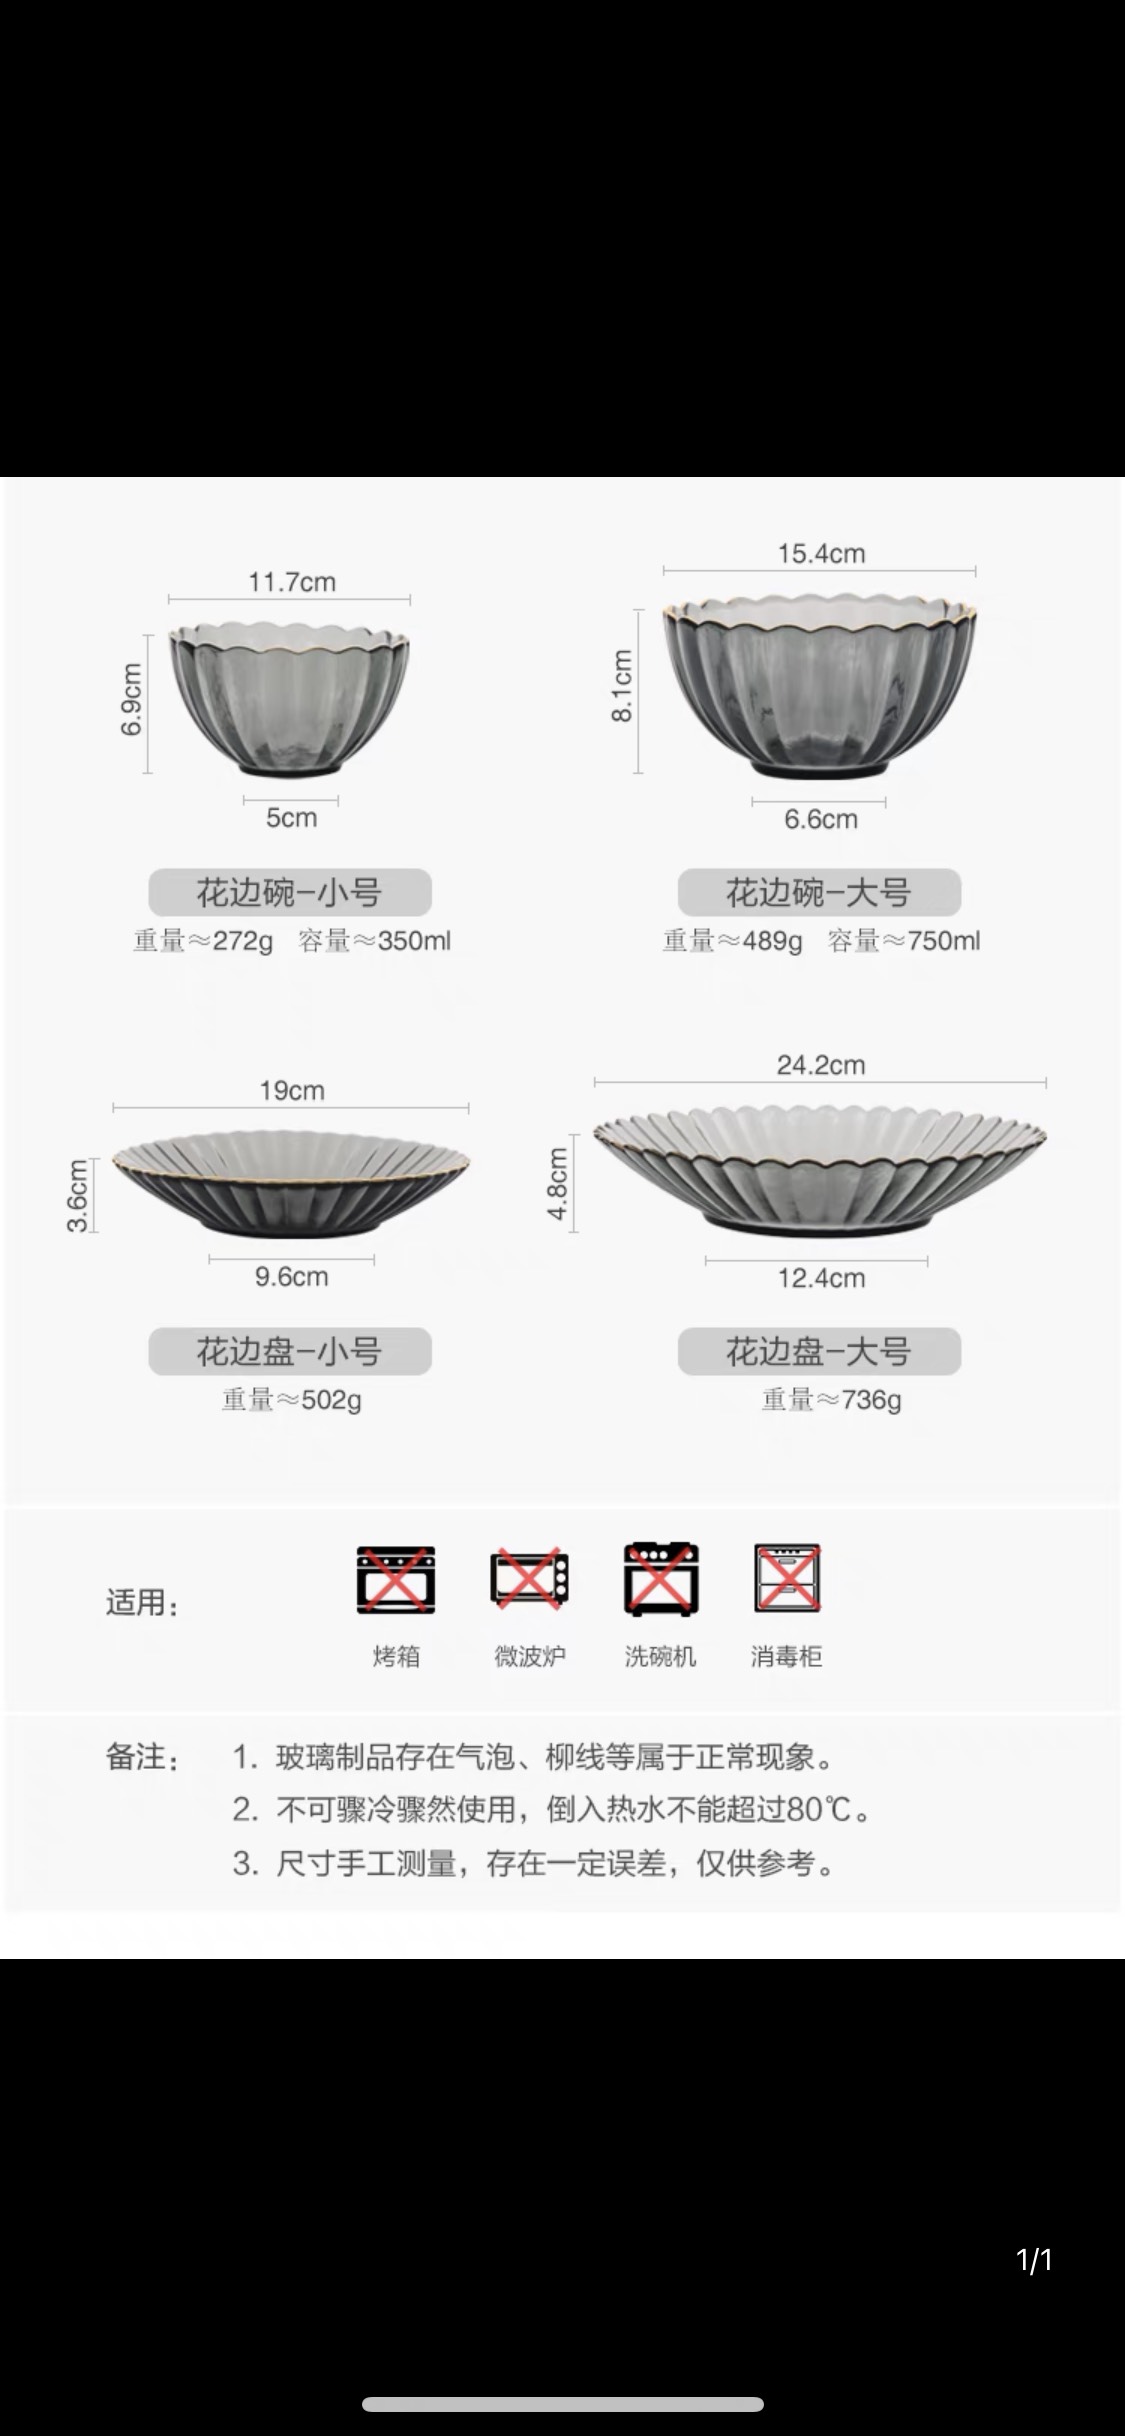 11.7cm
15.4cm
6.9cm
8.1cm
5cm
6.6cm
花边碗-小号
花边碗-大号
重量≈272g 容量≈350ml
重量≈489g 容量≈750ml
19cm
24.2cm
3.6cm
4.8cm
9.6cm
12.4cm
花边盘-小号
花边盘-大号
重量≈502g
重量≈736g
适用：
烤箱 微波炉 洗碗机 消毒柜
备注： 1. 玻璃制品存在气泡、柳线等属于正常现象。
2. 不可骤冷骤然使用，倒入热水不能超过80℃。
3. 尺寸手工测量，存在一定误差，仅供参考。
1/1